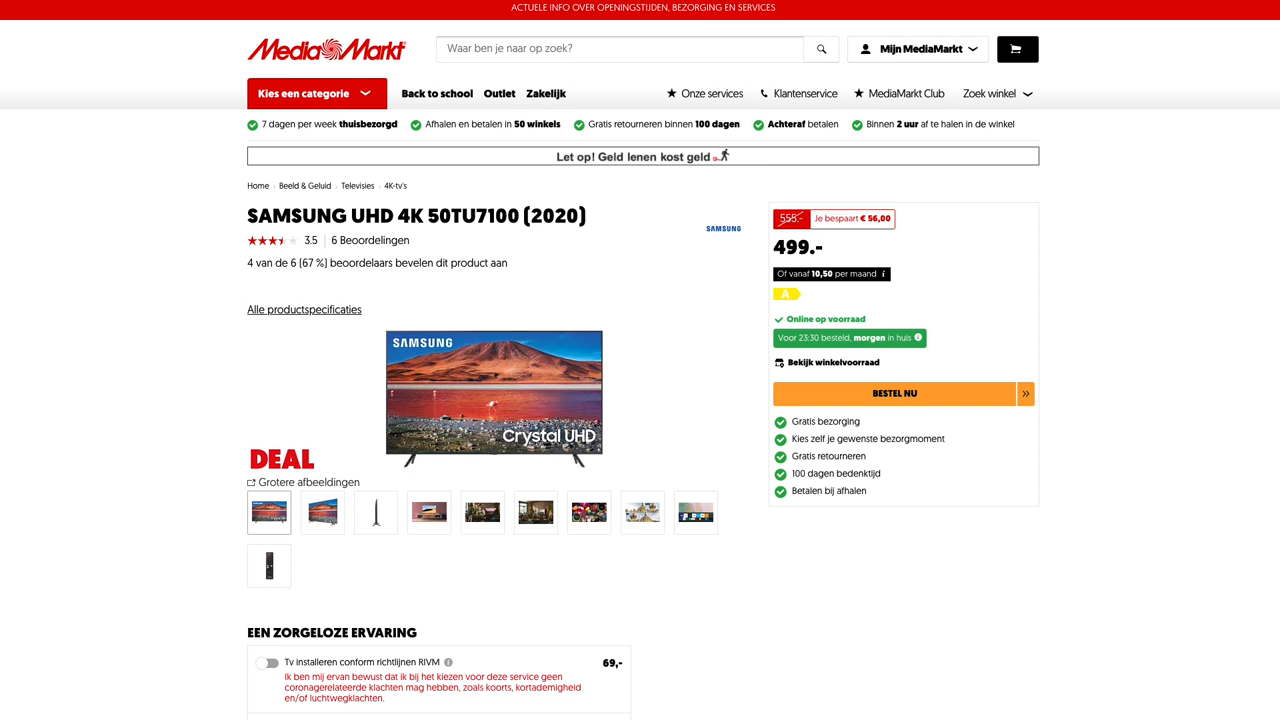 ACTUELE INFO OVER OPENINGSTIJDEN, BEZORGING EN SERVICES
Media Markt
Waar ben je naar op zoek?
Mijn MediaMarkt
Kies een categorie
Back to school Outlet Zakelijk
Onze services Klantenservice MediaMarkt Club Zoek winkel
7 dagen per week thuisbezorgd Afhalen en betalen in 50 winkels Gratis retourneren binnen 100 dagen Achteraf betalen Binnen 2 uur af te halen in de winkel
Let op! Geld lenen kost geld
Home › Beeld & Geluid › Televisies › 4K-tv's
SAMSUNG UHD 4K 50TU7100 (2020)
SAMSUNG
3.5 6 Beoordelingen
4 van de 6 (67 %) beoordelaars bevelen dit product aan
Alle productspecificaties
SAMSUNG
Crystal UHD
DEAL
Grotere afbeeldingen
555.- Je bespaart € 56,00
499.-
Of vanaf 10,50 per maand i
A
Online op voorraad
Voor 23:30 besteld, morgen in huis
Bekijk winkelvoorraad
BESTEL NU
Gratis bezorging
Kies zelf je gewenste bezorgmoment
Gratis retourneren
100 dagen bedenktijd
Betalen bij afhalen
EEN ZORGELOZE ERVARING
Tv installeren conform richtlijnen RIVM 69,-
Ik ben mij ervan bewust dat ik bij het kiezen voor deze service geen
coronagerelateerde klachten mag hebben, zoals koorts, kortademigheid
en/of luchtwegklachten.